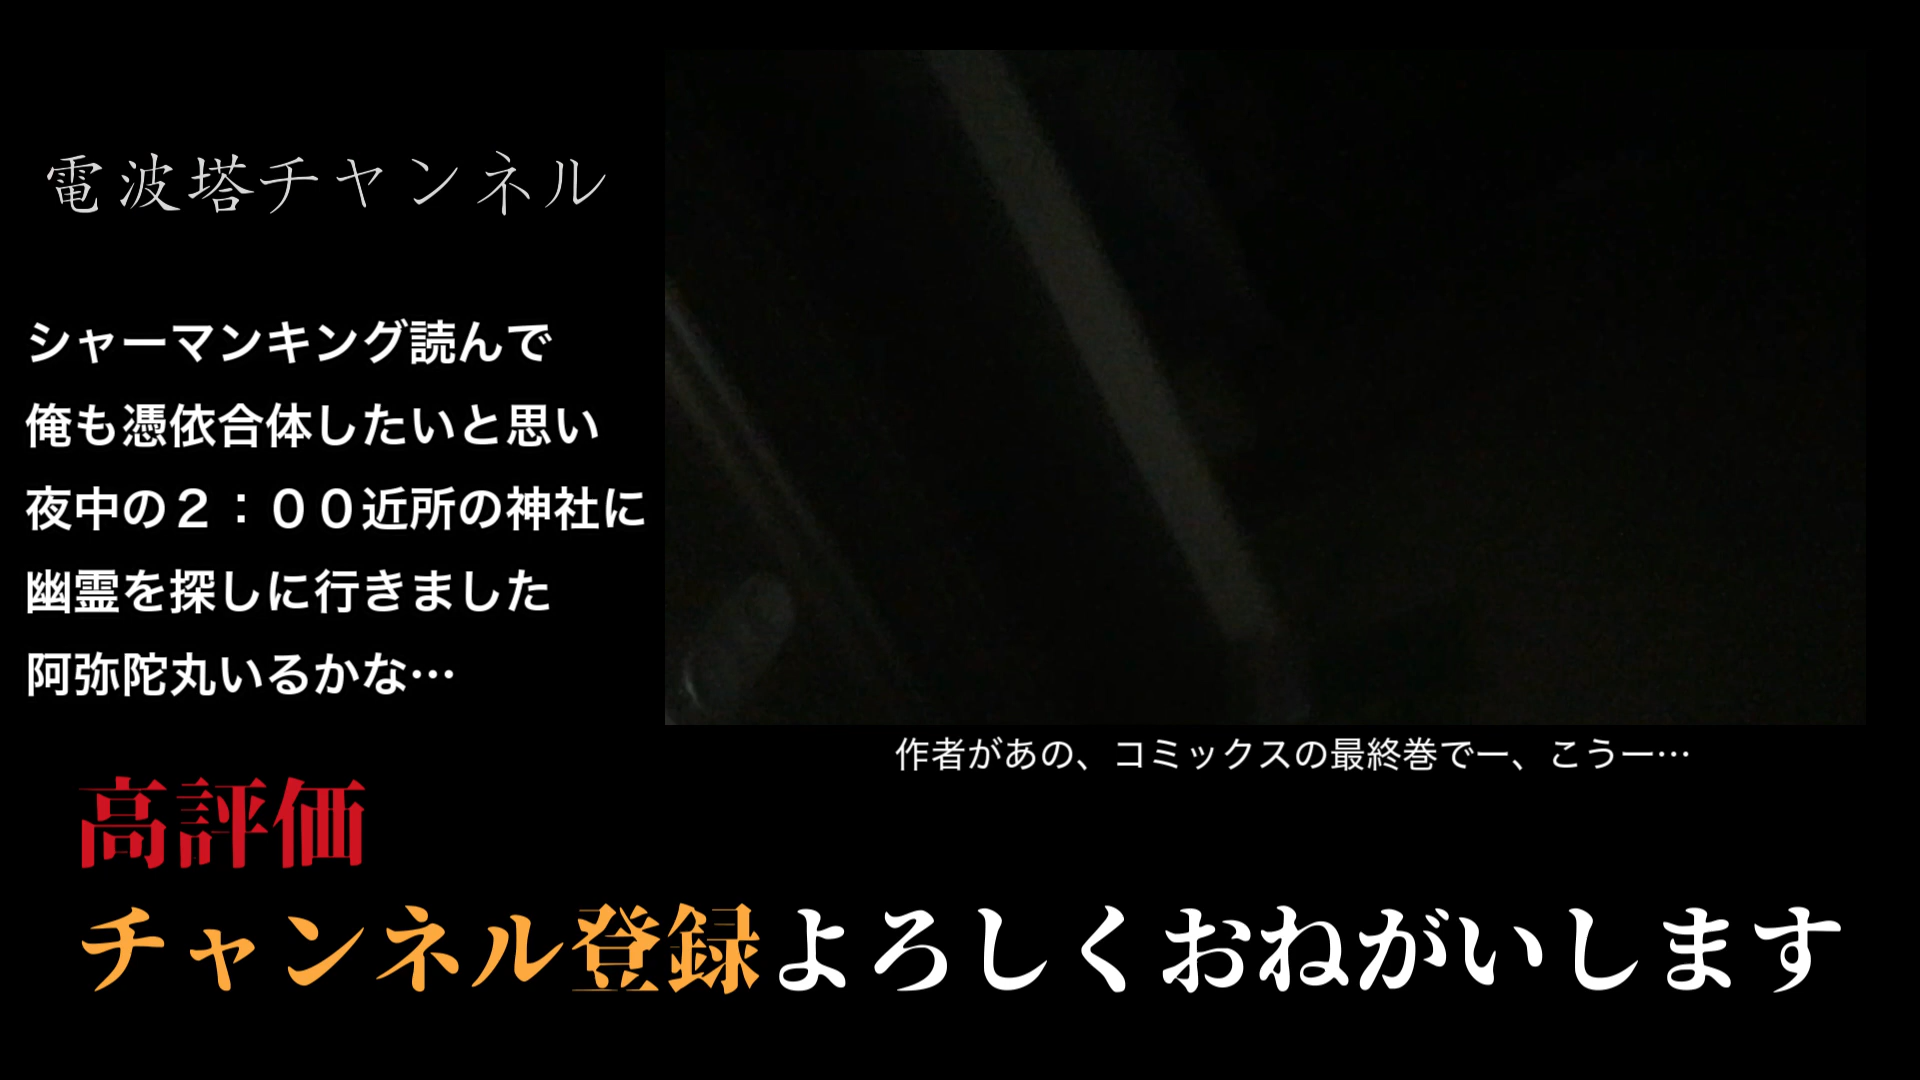 電波塔チャンネル
シャーマンキング読んで
俺も憑依合体したいと思い
夜中の２：００近所の神社に
幽霊を探しに行きました
阿弥陀丸いるかな…
作者があの、コミックスの最終巻でー、こうー…
高評価
チャンネル登録よろしくおねがいします